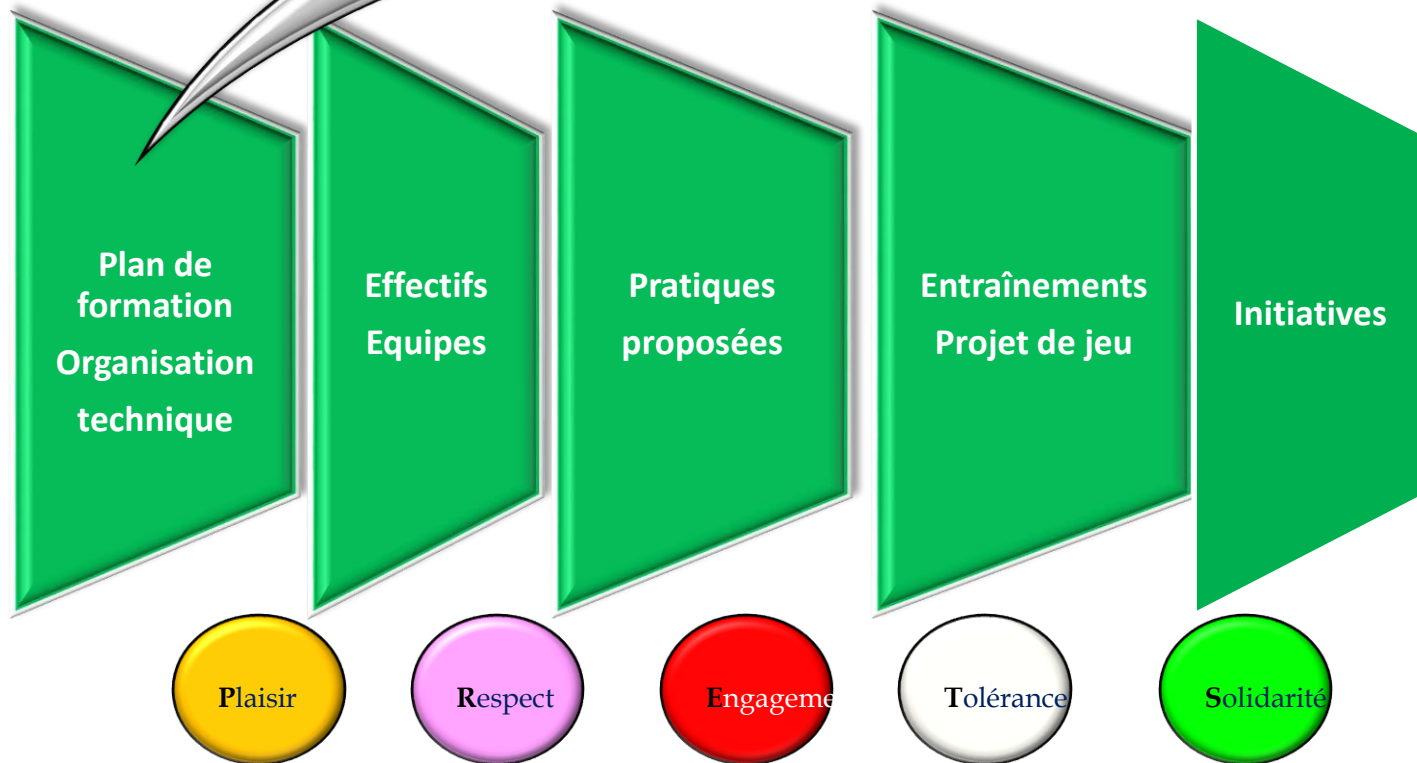 Plan de
formation
Organisation
technique
Effectifs
Equipes
Pratiques
proposées
Entraînements
Projet de jeu
Initiatives
Plaisir
Respect
Engageme
Tolérance
Solidarité